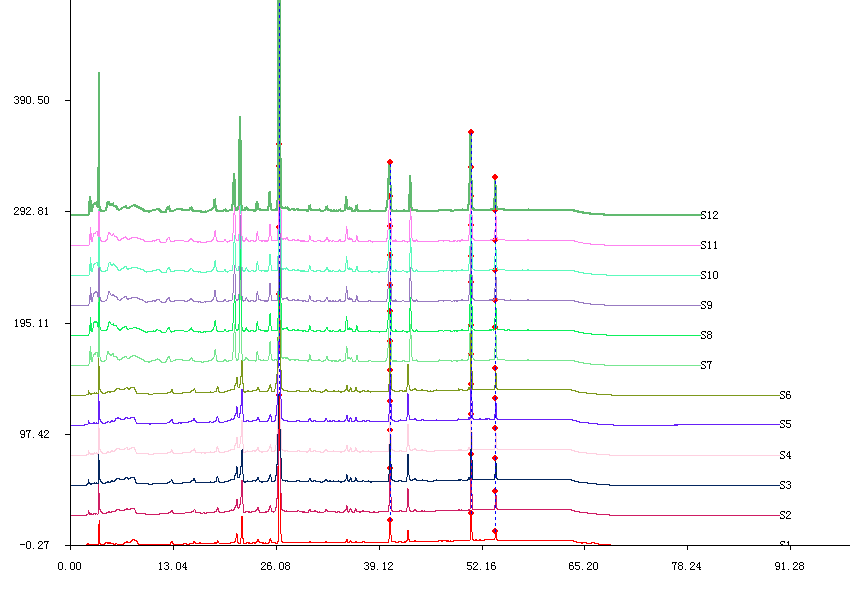 390.50
292.81
S12
S11
S10
S9
195.11
S8
S7
S6
S5
97.42
S4
S3
S2
-0.27
S1
0.00 13.04 26.08 39.12 52.16 65.20 78.24 91.28